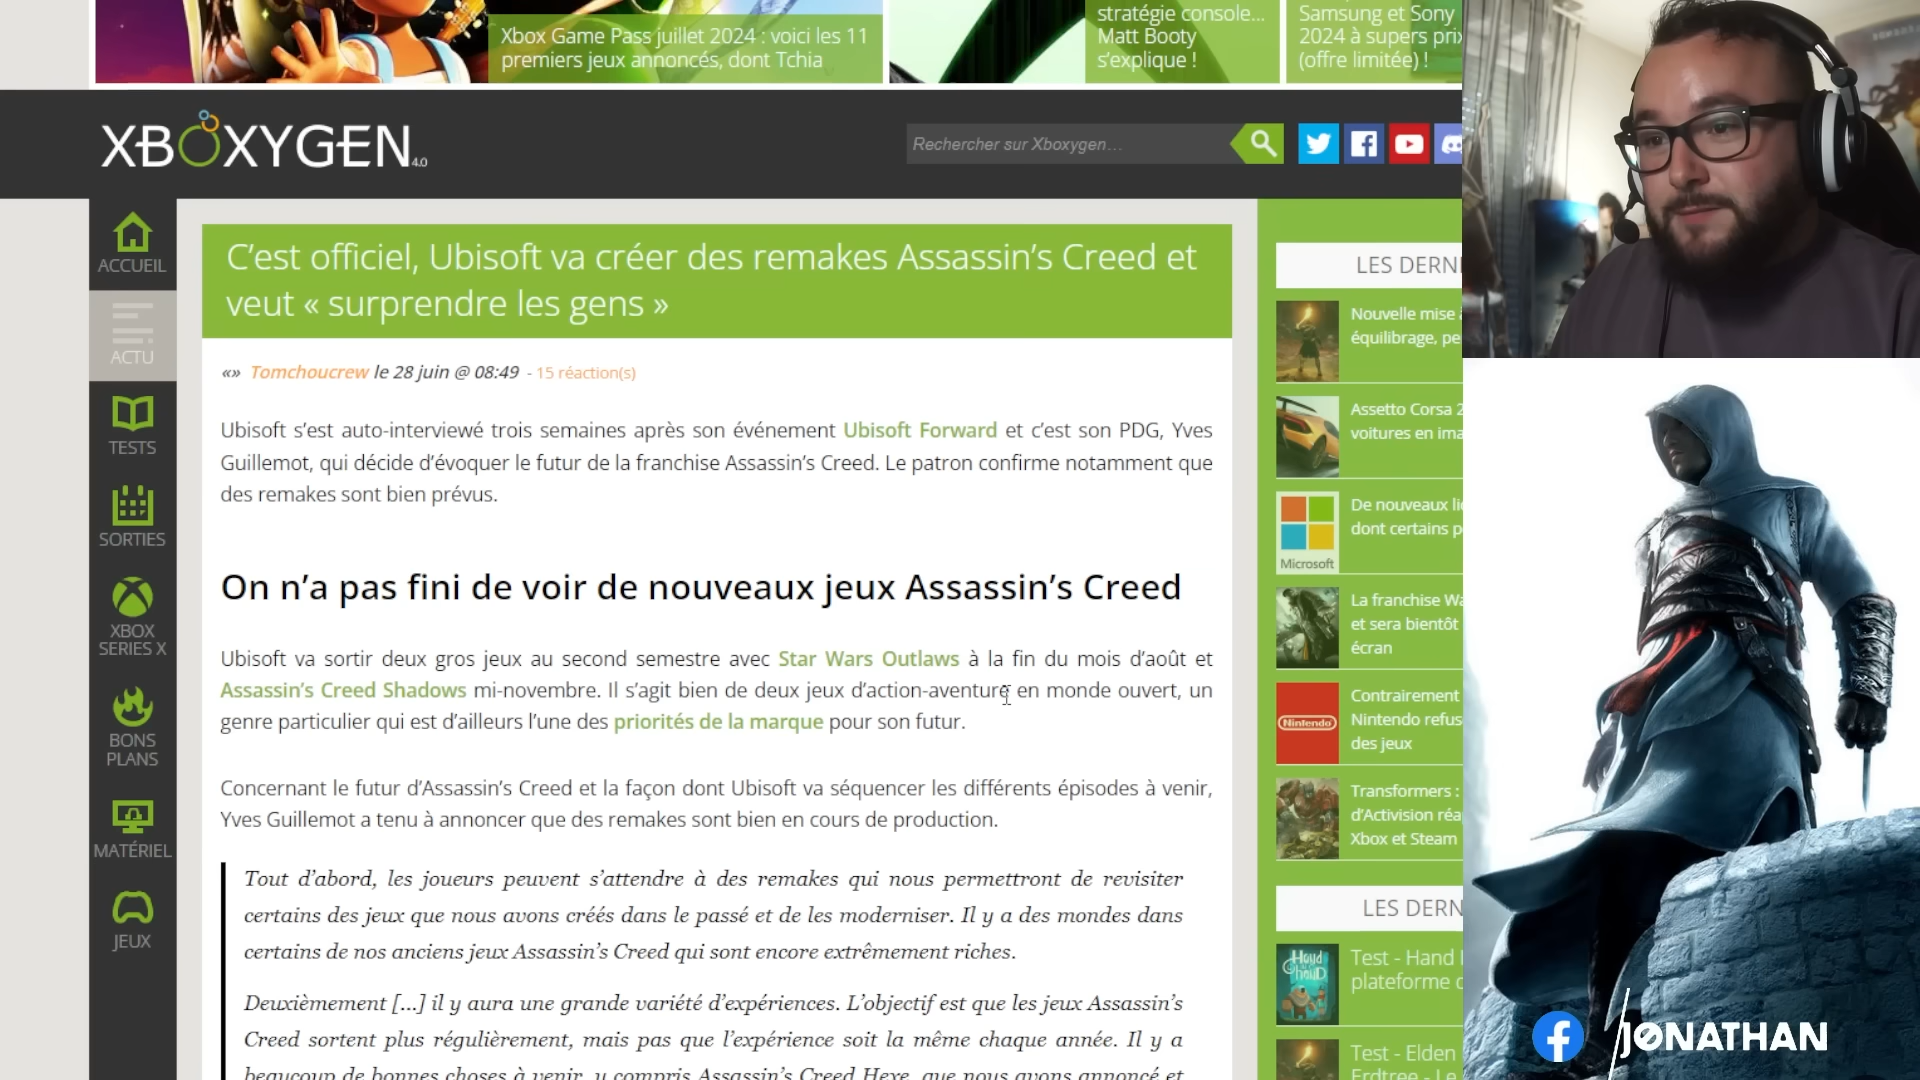 Xbox Game Pass juillet 2024 : voici les 11
premiers jeux annoncés, dont Tchia
stratégie console...
Matt Booty
s'explique !
Samsung et Sony
2024 à supers prix
(offre limitée) !
XBOXYGEN 4.0
Rechercher sur Xboxygen...
ACCUEIL
ACTU
TESTS
SORTIES
XBOX
SERIES X
BONS
PLANS
MATÉRIEL
JEUX
C'est officiel, Ubisoft va créer des remakes Assassin's Creed et
veut « surprendre les gens »
«» Tomchoucrew le 28 juin @ 08:49 - 15 réaction(s)
Ubisoft s'est auto-interviewé trois semaines après son événement Ubisoft Forward et c'est son PDG, Yves
Guillemot, qui décide d'évoquer le futur de la franchise Assassin's Creed. Le patron confirme notamment que
des remakes sont bien prévus.
On n'a pas fini de voir de nouveaux jeux Assassin's Creed
Ubisoft va sortir deux gros jeux au second semestre avec Star Wars Outlaws à la fin du mois d'août et
Assassin's Creed Shadows mi-novembre. Il s'agit bien de deux jeux d'action-aventure en monde ouvert, un
genre particulier qui est d'ailleurs l'une des priorités de la marque pour son futur.
Concernant le futur d'Assassin's Creed et la façon dont Ubisoft va séquencer les différents épisodes à venir,
Yves Guillemot a tenu à annoncer que des remakes sont bien en cours de production.
Tout d'abord, les joueurs peuvent s'attendre à des remakes qui nous permettront de revisiter
certains des jeux que nous avons créés dans le passé et de les moderniser. Il y a des mondes dans
certains de nos anciens jeux Assassin's Creed qui sont encore extrêmement riches.
Deuxièmement [...] il y aura une grande variété d'expériences. L'objectif est que les jeux Assassin's
Creed sortent plus régulièrement, mais pas que l'expérience soit la même chaque année. Il y a
beaucoup de bonnes choses à venir, y compris Assassin's Creed Hexe, que nous avons annoncé et
LES DERN
Nouvelle mise
équilibrage, pe
Assetto Corsa 2
voitures en ima
Microsoft
De nouveaux li
dont certains p
La franchise Wa
et sera bientôt
écran
Nintendo
Contrairement
Nintendo refus
des jeux
Transformers :
d'Activision réa
Xbox et Steam
LES DERN
Test - Hand
plateforme
Test - Elden
Erdtree - Le
JONATHAN